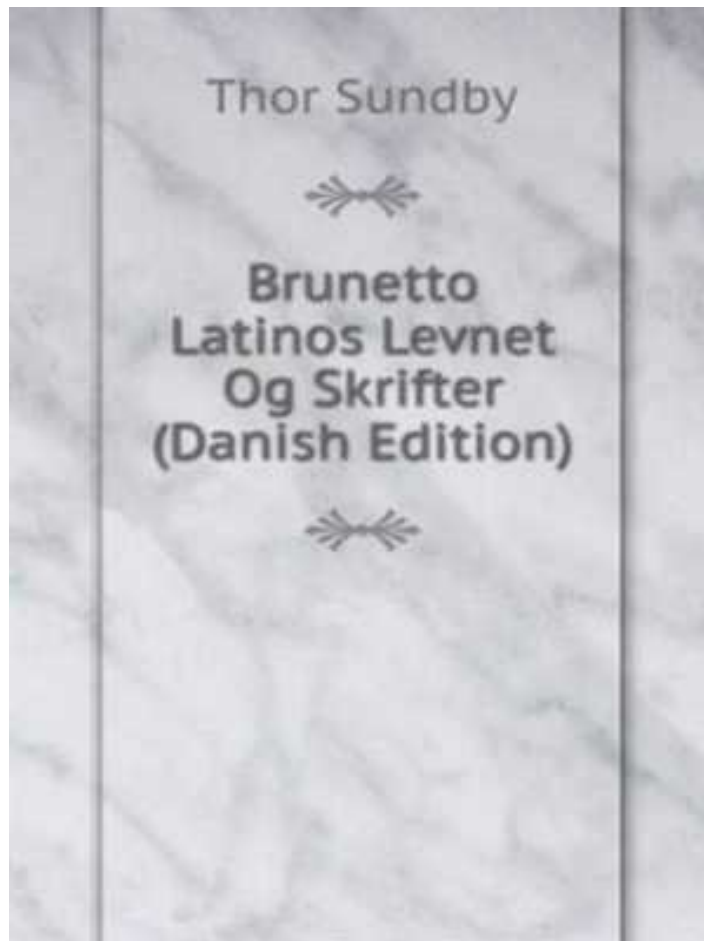 Thor Sundby
Brunetto
Latinos Levnet
Og Skrifter
(Danish Edition)